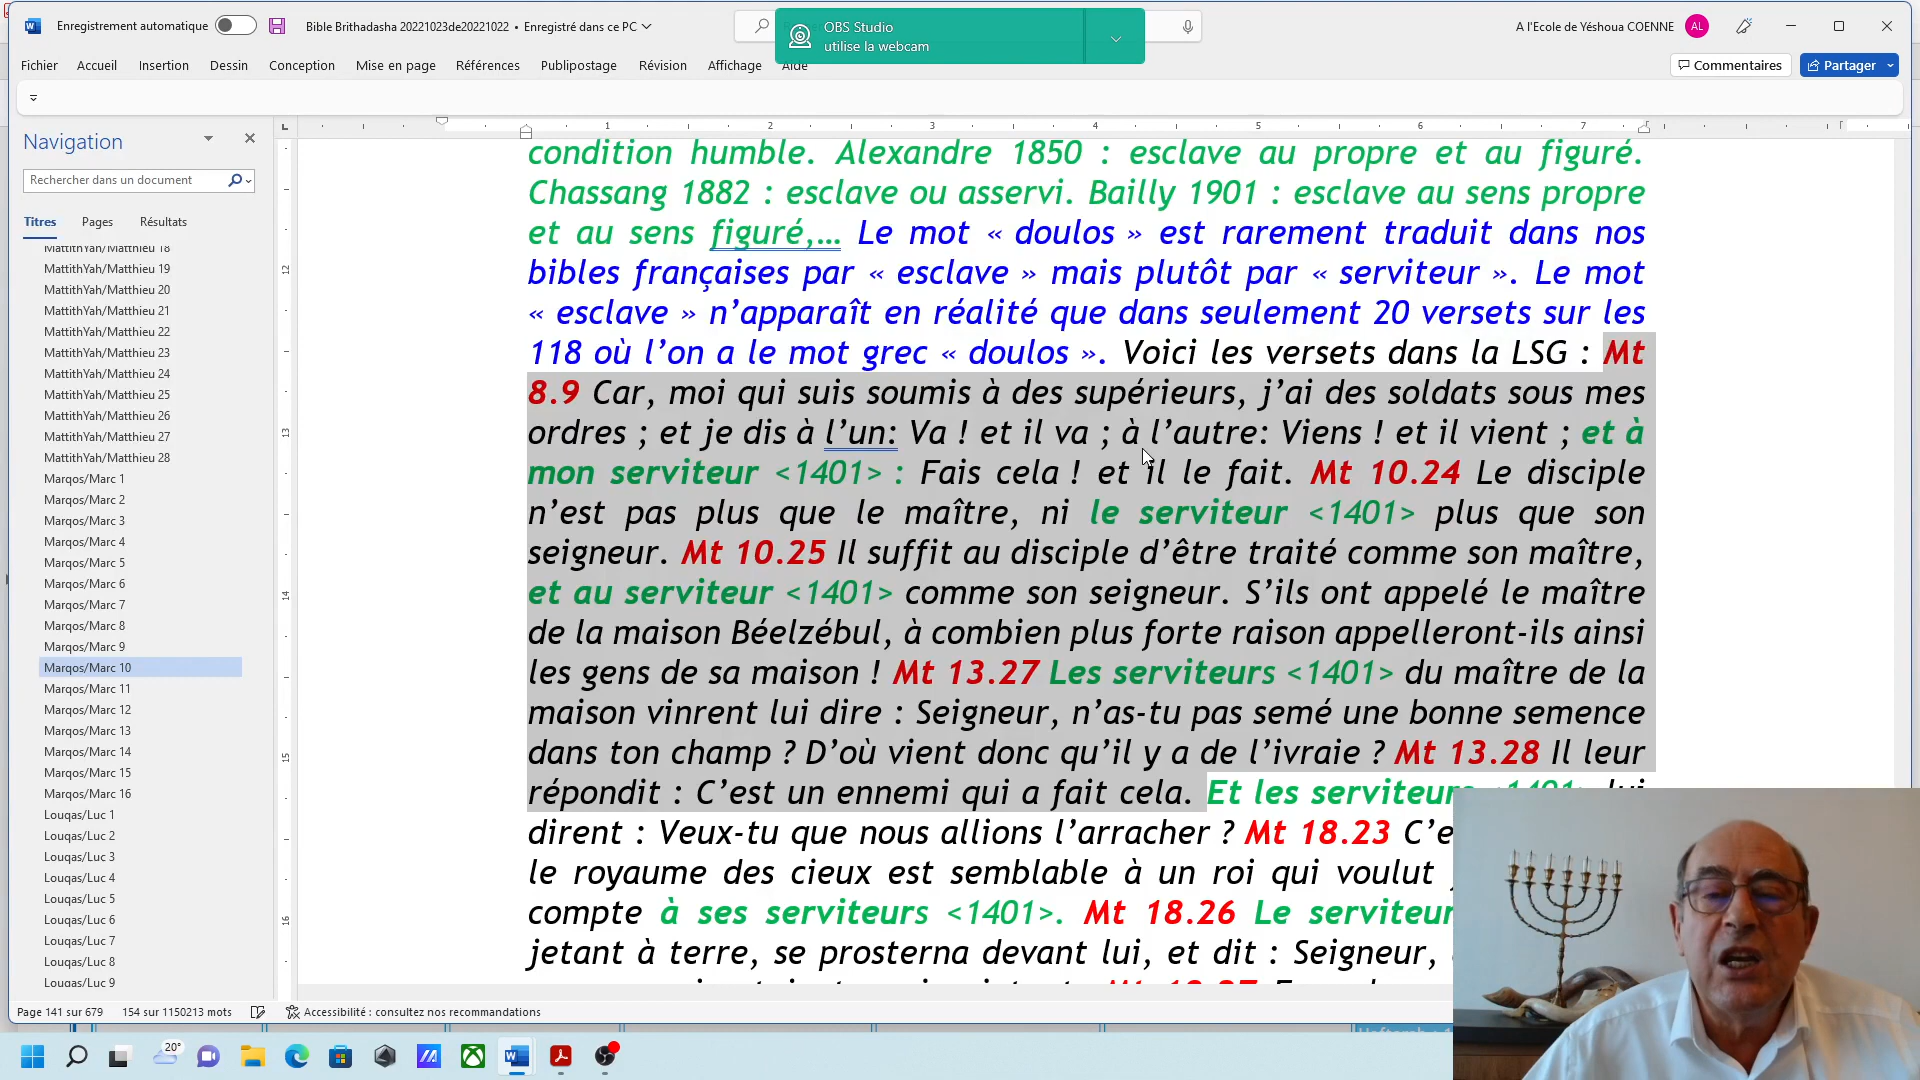 Enregistrement automatique
Bible Brithadasha 20221023de20221022 • Enregistré dans ce PC
OBS Studio
utilise la webcam
A l'Ecole de Yéshoua COENNE
AL
Fichier Accueil Insertion Dessin Conception Mise en page Références Publipostage Révision Affichage Aide
Commentaires
Partager
Navigation
Rechercher dans un document
Titres Pages Résultats
MattithYah/Matthieu 18
MattithYah/Matthieu 19
MattithYah/Matthieu 20
MattithYah/Matthieu 21
MattithYah/Matthieu 22
MattithYah/Matthieu 23
MattithYah/Matthieu 24
MattithYah/Matthieu 25
MattithYah/Matthieu 26
MattithYah/Matthieu 27
MattithYah/Matthieu 28
Marqos/Marc 1
Marqos/Marc 2
Marqos/Marc 3
Marqos/Marc 4
Marqos/Marc 5
Marqos/Marc 6
Marqos/Marc 7
Marqos/Marc 8
Marqos/Marc 9
Marqos/Marc 10
Marqos/Marc 11
Marqos/Marc 12
Marqos/Marc 13
Marqos/Marc 14
Marqos/Marc 15
Marqos/Marc 16
Louqas/Luc 1
Louqas/Luc 2
Louqas/Luc 3
Louqas/Luc 4
Louqas/Luc 5
Louqas/Luc 6
Louqas/Luc 7
Louqas/Luc 8
Louqas/Luc 9
1 2 3 4 5 6 7
12
13
14
15
16
condition humble. Alexandre 1850 : esclave au propre et au figuré.
Chassang 1882 : esclave ou asservi. Bailly 1901 : esclave au sens propre
et au sens figuré,... Le mot « doulos » est rarement traduit dans nos
bibles françaises par « esclave » mais plutôt par « serviteur ». Le mot
« esclave » n’apparaît en réalité que dans seulement 20 versets sur les
118 où l’on a le mot grec « doulos ». Voici les versets dans la LSG : Mt
8.9 Car, moi qui suis soumis à des supérieurs, j’ai des soldats sous mes
ordres ; et je dis à l’un: Va ! et il va ; à l’autre: Viens ! et il vient ; et à
mon serviteur <1401> : Fais cela ! et il le fait. Mt 10.24 Le disciple
n’est pas plus que le maître, ni le serviteur <1401> plus que son
seigneur. Mt 10.25 Il suffit au disciple d’être traité comme son maître,
et au serviteur <1401> comme son seigneur. S’ils ont appelé le maître
de la maison Béelzébul, à combien plus forte raison appelleront-ils ainsi
les gens de sa maison ! Mt 13.27 Les serviteurs <1401> du maître de la
maison vinrent lui dire : Seigneur, n’as-tu pas semé une bonne semence
dans ton champ ? D’où vient donc qu’il y a de l’ivraie ? Mt 13.28 Il leur
répondit : C’est un ennemi qui a fait cela. Et les serviteurs <1401> lui
dirent : Veux-tu que nous allions l’arracher ? Mt 18.23 C’e
le royaume des cieux est semblable à un roi qui voulut
compte à ses serviteurs <1401>. Mt 18.26 Le serviteur
jetant à terre, se prosterna devant lui, et dit : Seigneur,
Page 141 sur 679 154 sur 1150213 mots Accessibilité : consultez nos recommandations
20°